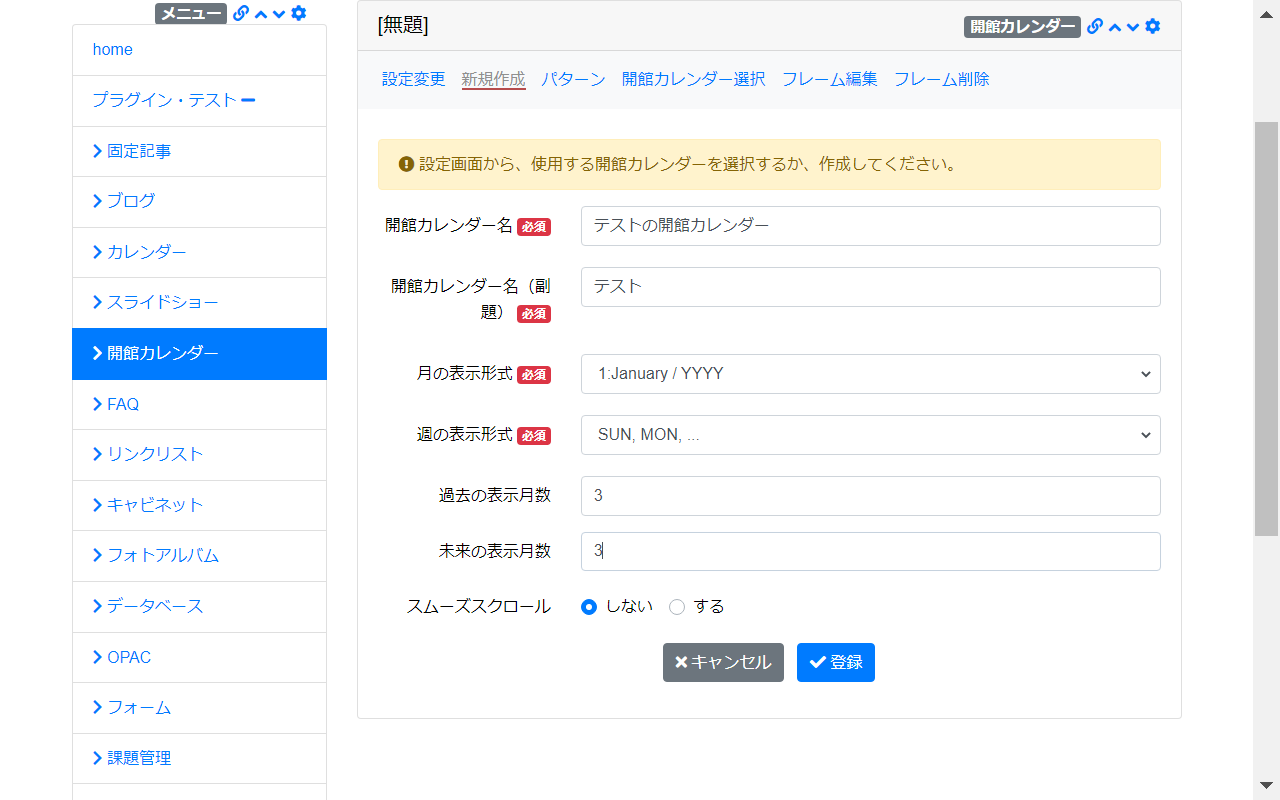 メニュー
home
プラグイン・テスト
固定記事
ブログ
カレンダー
スライドショー
開館カレンダー
FAQ
リンクリスト
キャビネット
フォトアルバム
データベース
OPAC
フォーム
課題管理
[無題]
開館カレンダー
設定変更 新規作成 パターン 開館カレンダー選択 フレーム編集 フレーム削除
設定画面から、使用する開館カレンダーを選択するか、作成してください。
開館カレンダー名 必須 テストの開館カレンダー
開館カレンダー名（副 テスト
題） 必須
月の表示形式 必須 1:January / YYYY
週の表示形式 必須 SUN, MON, ...
過去の表示月数 3
未来の表示月数 3
スムーズスクロール しない する
キャンセル 登録